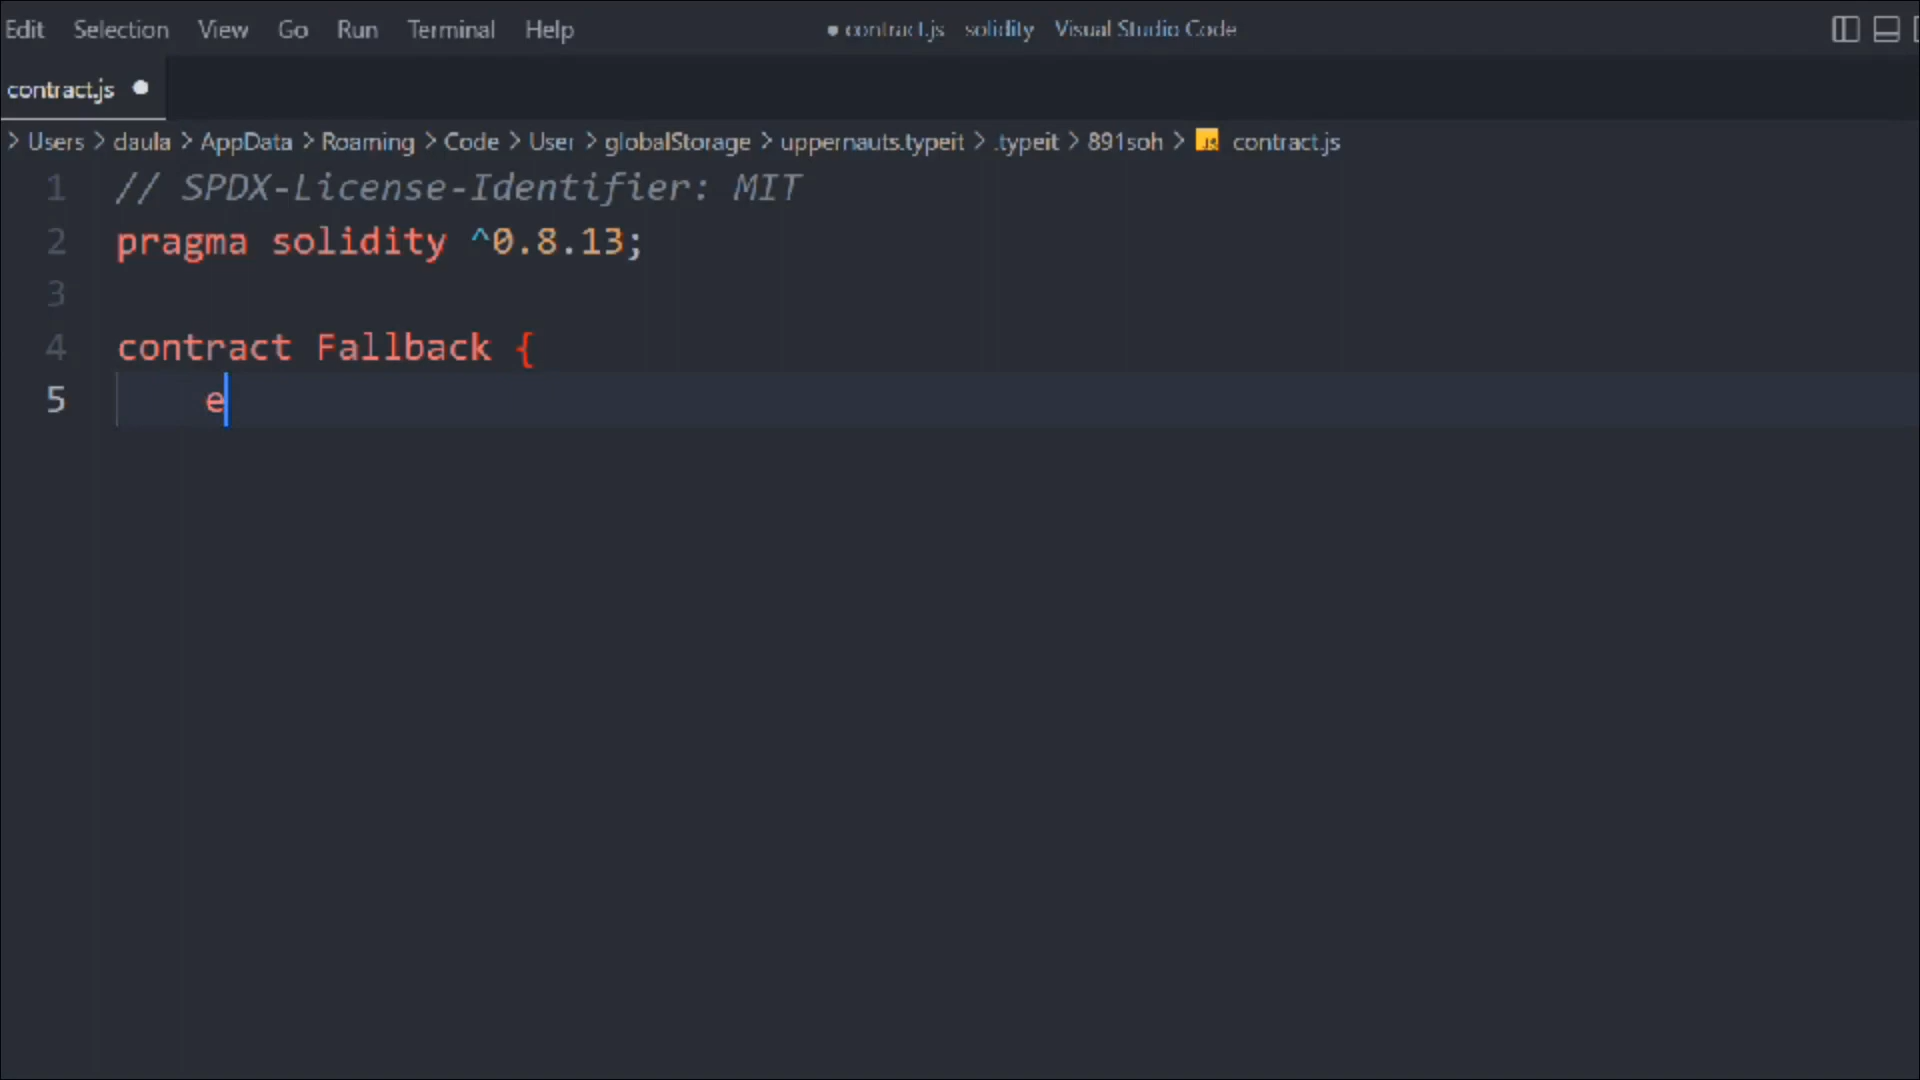 Edit Selection View Go Run Terminal Help ● contract.js solidity Visual Studio Code
contract.js ●
> Users > daula > AppData > Roaming > Code > User > globalStorage > uppernauts.typeit > .typeit > 891soh > JS contract.js
1 // SPDX-License-Identifier: MIT
2 pragma solidity ^0.8.13;
3
4 contract Fallback {
5 e